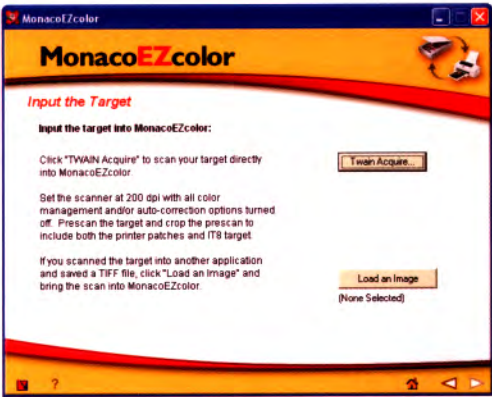 MonacoEZcolor
MonacoEZcolor
Input the Target
Input the target into MonacoEZcolor:
Click "TWAIN Acquire" to scan your target directly
into MonacoEZcolor.
Twain Acquire...
Set the scanner at 200 dpi with all color
management and/or auto-correction options turned
off. Prescan the target and crop the prescan to
include both the printer patches and IT8 target.
If you scanned the target into another application
and saved a TIFF file, click "Load an Image" and
bring the scan into MonacoEZcolor.
Load an Image
(None Selected)
?